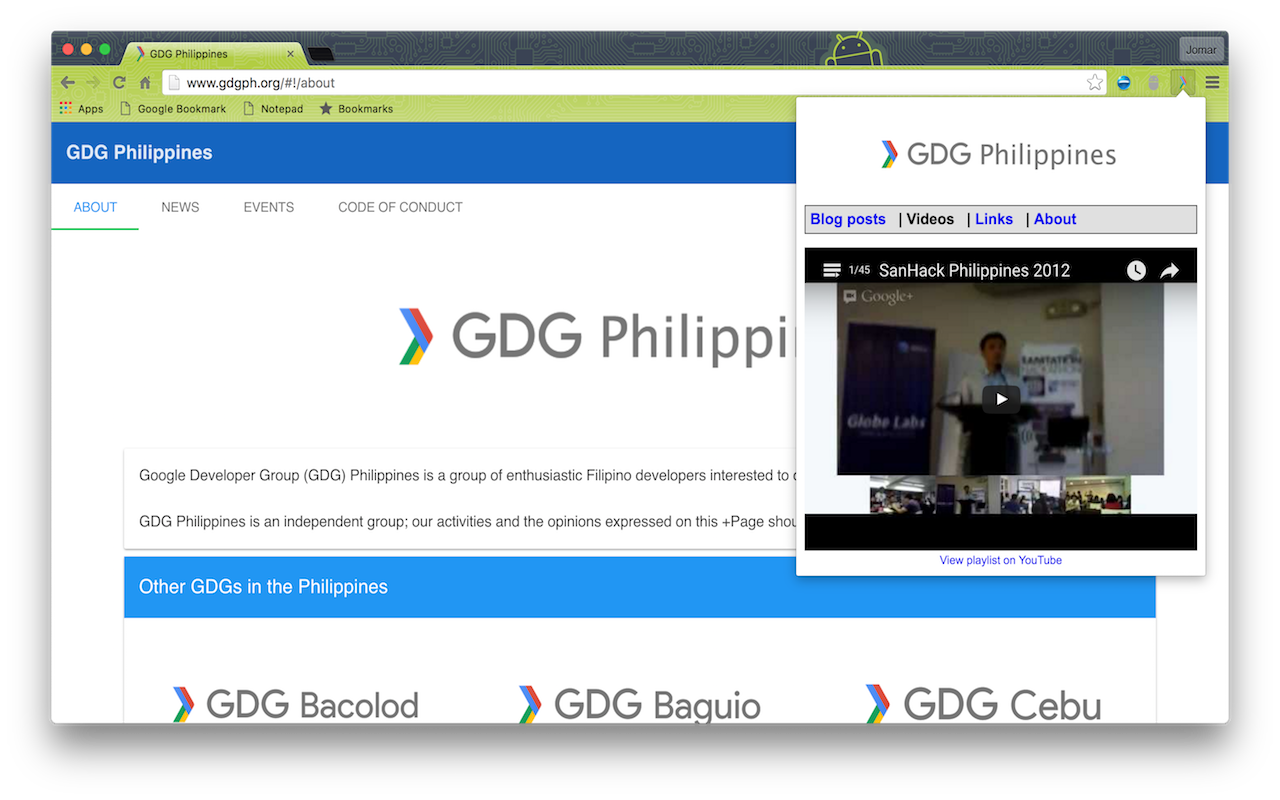 GDG Philippines
Jomar
www.gdgph.org/#!/about
Apps Google Bookmark Notepad Bookmarks
GDG Philippines
ABOUT NEWS EVENTS CODE OF CONDUCT
GDG Philippin
Google Developer Group (GDG) Philippines is a group of enthusiastic Filipino developers interested to
GDG Philippines is an independent group; our activities and the opinions expressed on this +Page shou
Other GDGs in the Philippines
GDG Bacolod
GDG Baguio
GDG Cebu
GDG Philippines
Blog posts | Videos | Links | About
1/45 SanHack Philippines 2012
Google+
SANITATION
Globe Labs
View playlist on YouTube